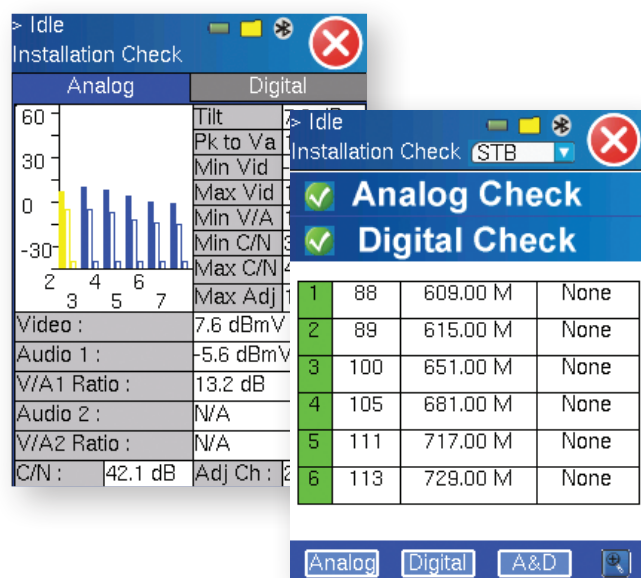 > Idle
Installation Check
Analog Digital
60
30
0
-30
2 3 4 5 6 7
Tilt
Pk to Va
Min Vid
Max Vid
Min V/A
Min C/N
Max C/N
Max Adj
Video : 7.6 dBmV
Audio 1 : -5.6 dBmV
V/A1 Ratio : 13.2 dB
Audio 2 : N/A
V/A2 Ratio : N/A
C/N : 42.1 dB Adj Ch :
> Idle
Installation Check STB
Analog Check
Digital Check
1 88 609.00 M None
2 89 615.00 M None
3 100 651.00 M None
4 105 681.00 M None
5 111 717.00 M None
6 113 729.00 M None
Analog Digital A&D